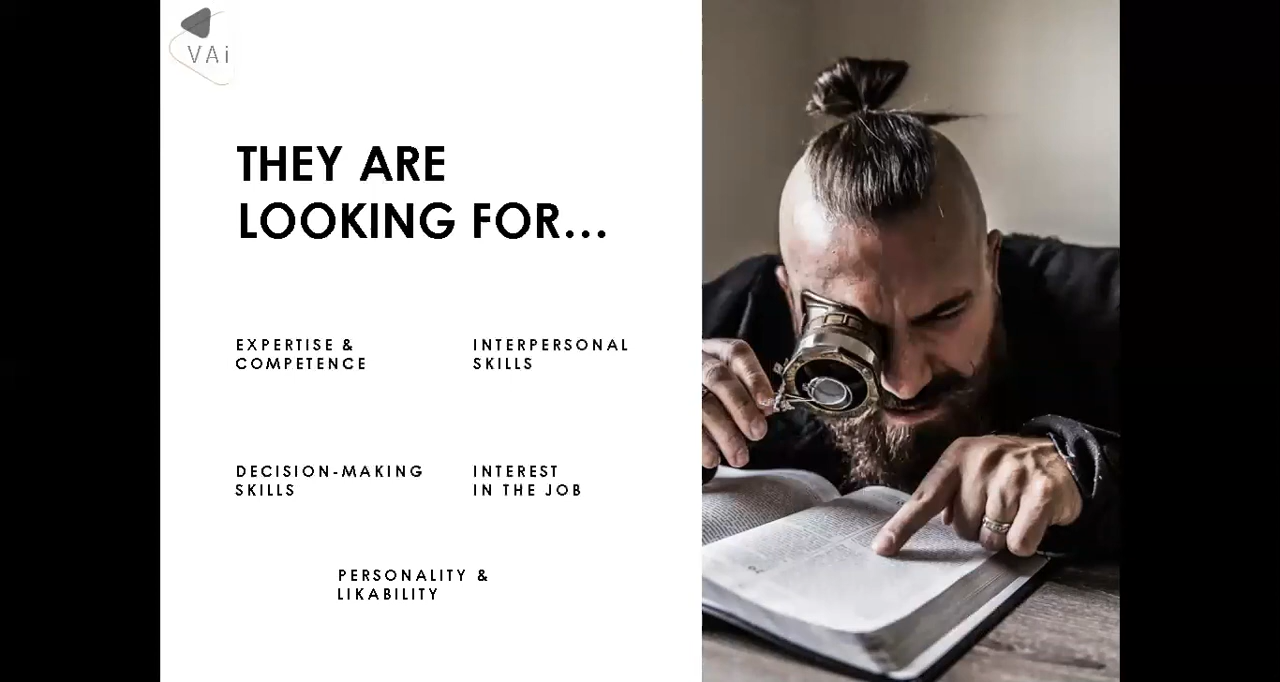 VAi
THEY ARE
LOOKING FOR...
EXPERTISE &
COMPETENCE
INTERPERSONAL
SKILLS
DECISION-MAKING
SKILLS
INTEREST
IN THE JOB
PERSONALITY &
LIKABILITY